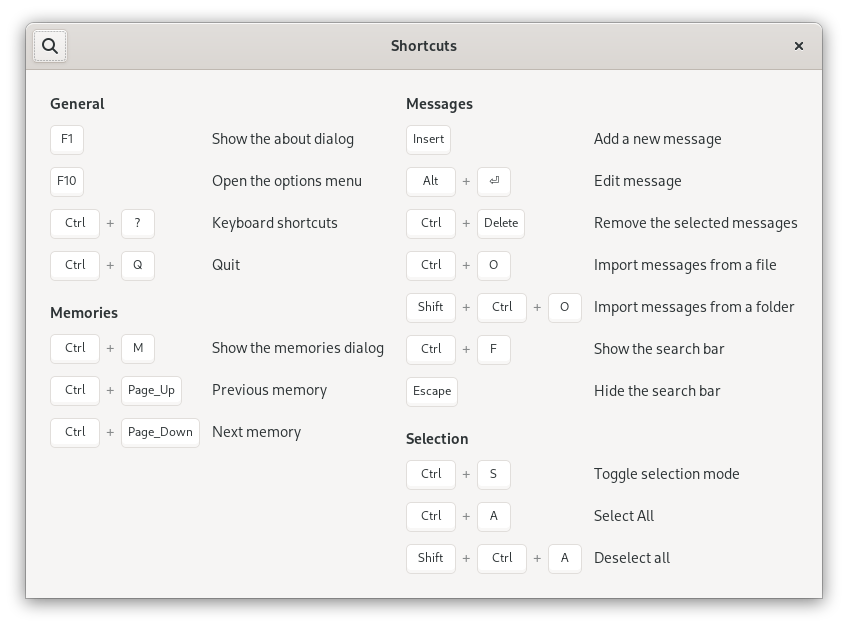 Shortcuts
General
F1 Show the about dialog
F10 Open the options menu
Ctrl + ? Keyboard shortcuts
Ctrl + Q Quit
Memories
Ctrl + M Show the memories dialog
Ctrl + Page_Up Previous memory
Ctrl + Page_Down Next memory
Messages
Insert Add a new message
Alt + ⏎ Edit message
Ctrl + Delete Remove the selected messages
Ctrl + O Import messages from a file
Shift + Ctrl + O Import messages from a folder
Ctrl + F Show the search bar
Escape Hide the search bar
Selection
Ctrl + S Toggle selection mode
Ctrl + A Select All
Shift + Ctrl + A Deselect all